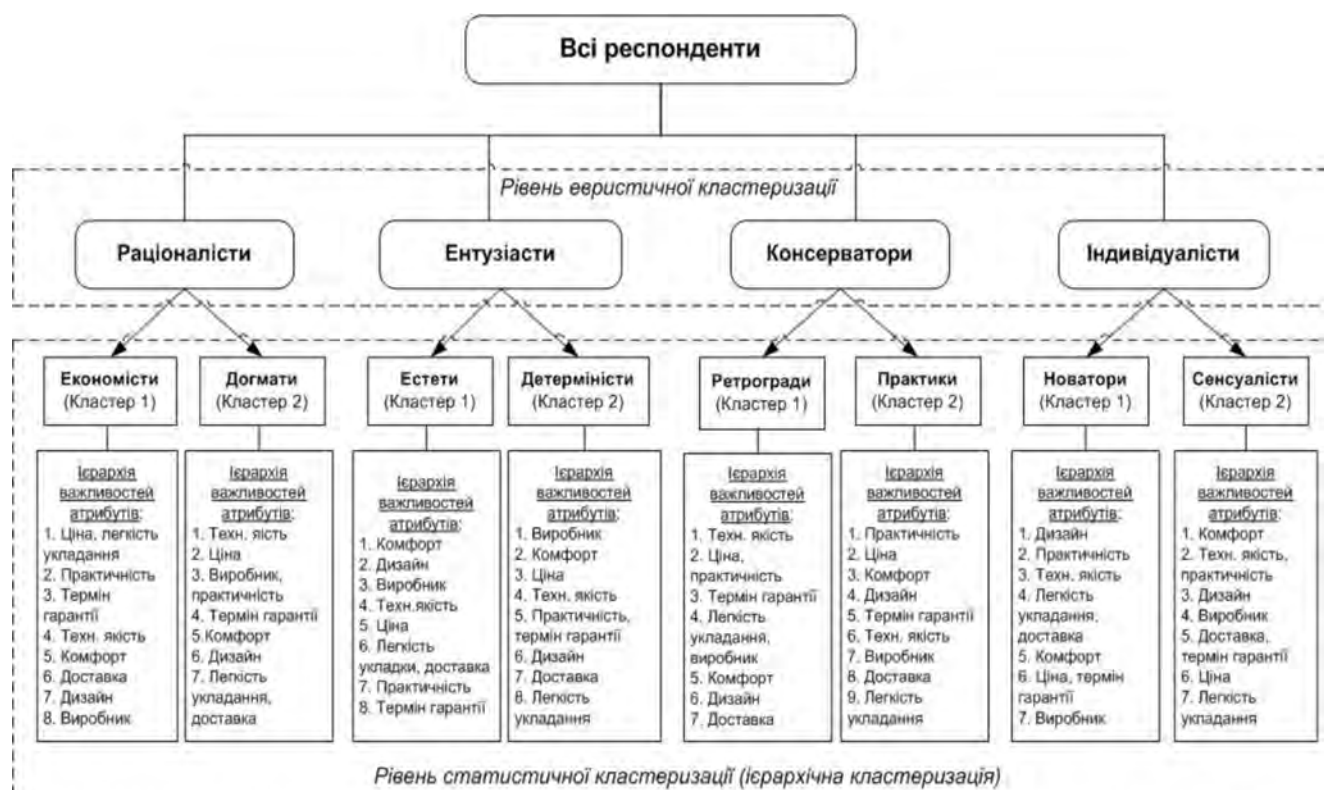 Всі респонденти
Рівень евристичної кластеризації
Раціоналісти
Ентузіасти
Консерватори
Індивідуалісти
Економісти
(Кластер 1)
Догмати
(Кластер 2)
Естети
(Кластер 1)
Детерміністи
(Кластер 2)
Ретрогради
(Кластер 1)
Практики
(Кластер 2)
Новатори
(Кластер 1)
Сенсуалісти
(Кластер 2)
Ієрархія
важливостей
атрибутів:
1. Ціна, легкість
укладання
2. Практичність
3. Термін
гарантії
4. Техн. якість
5. Комфорт
6. Доставка
7. Дизайн
8. Виробник
Ієрархія
важливостей
атрибутів:
1. Техн. якість
2. Ціна
3. Виробник,
практичність
4. Термін гарантії
5.Комфорт
6. Дизайн
7. Легкість
укладання,
доставка
Ієрархія
важливостей
атрибутів:
1. Комфорт
2. Дизайн
3. Виробник
4. Техн.якість
5. Ціна
6. Легкість
укладки, доставка
7. Практичність
8. Термін гарантії
Ієрархія
важливостей
атрибутів:
1. Виробник
2. Комфорт
3. Ціна
4. Техн. якість
5. Практичність,
термін гарантії
6. Дизайн
7. Доставка
8. Легкість
укладання
Ієрархія
важливостей
атрибутів:
1. Техн. якість
2. Ціна,
практичність
3. Термін гарантії
4. Легкість
укладання,
виробник
5. Комфорт
6. Дизайн
7. Доставка
Ієрархія
важливостей
атрибутів:
1. Практичність
2. Ціна
3. Комфорт
4. Дизайн
5. Термін гарантії
6. Техн. якість
7. Виробник
8. Доставка
9. Легкість
укладання
Ієрархія
важливостей
атрибутів:
1. Дизайн
2. Практичність
3. Техн. якість
4. Легкість
укладання,
доставка
5. Комфорт
6. Ціна, термін
гарантії
7. Виробник
Ієрархія
важливостей
атрибутів:
1. Комфорт
2. Техн. якість,
практичність
3. Дизайн
4. Виробник
5. Доставка,
термін гарантії
6. Ціна
7. Легкість
укладання
Рівень статистичної кластеризації (ієрархічна кластеризація)